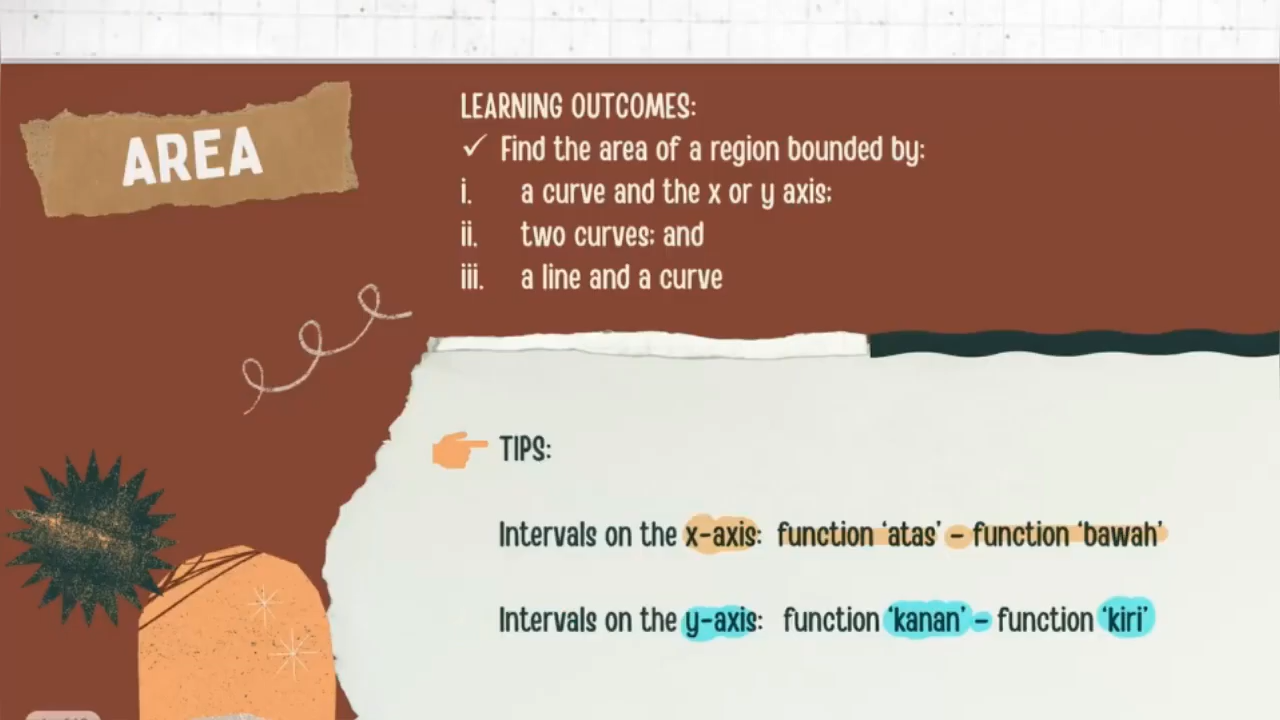 AREA
LEARNING OUTCOMES:
✓ Find the area of a region bounded by:
i. a curve and the x or y axis;
ii. two curves; and
iii. a line and a curve
TIPS:
Intervals on the x-axis: function ‘atas’ – function ‘bawah’
Intervals on the y-axis: function ‘kanan’ – function ‘kiri’